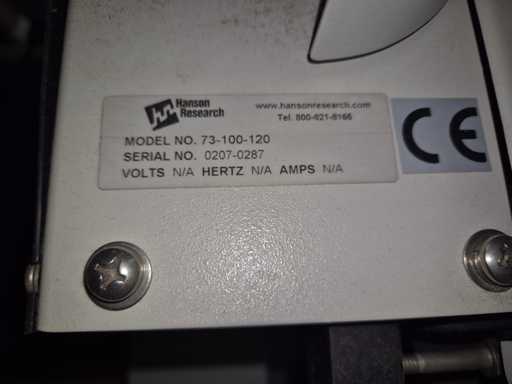 Hanson
Research
www.hansonresearch.com
Tel. 800-821-8165
MODEL NO. 73-100-120
SERIAL NO. 0207-0287
VOLTS N/A HERTZ N/A AMPS N/A
CE